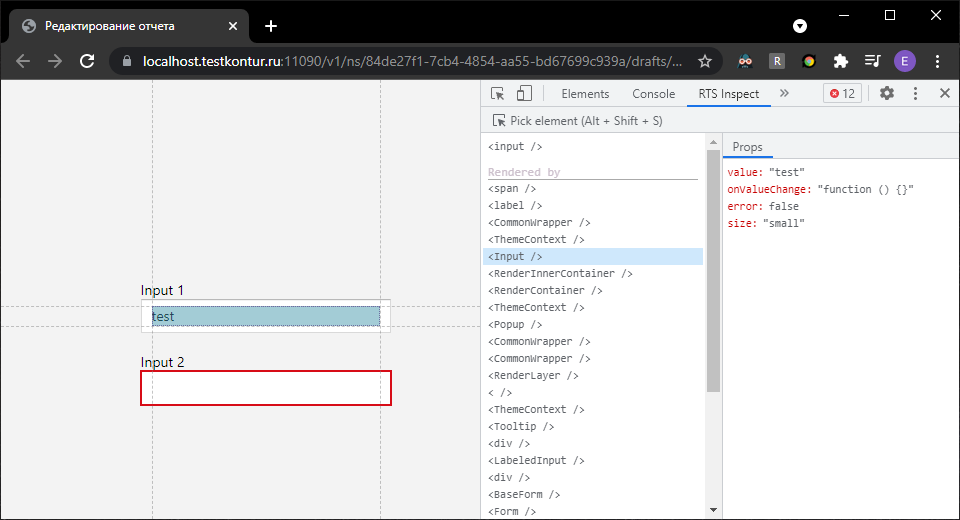 Редактирование отчета
localhost.testkontur.ru:11090/v1/ns/84de27f1-7cb4-4854-aa55-bd67699c939a/drafts/...
R
E
Elements
Console
RTS Inspect
12
Pick element (Alt + Shift + S)
<input />
Rendered by
<span />
<label />
<CommonWrapper />
<ThemeContext />
<Input />
<RenderInnerContainer />
<RenderContainer />
<ThemeContext />
<Popup />
<CommonWrapper />
<CommonWrapper />
<RenderLayer />
< />
<ThemeContext />
<Tooltip />
<div />
<LabeledInput />
<div />
<BaseForm />
<Form />
Props
value: "test"
onValueChange: "function () {}"
error: false
size: "small"
Input 1
test
Input 2